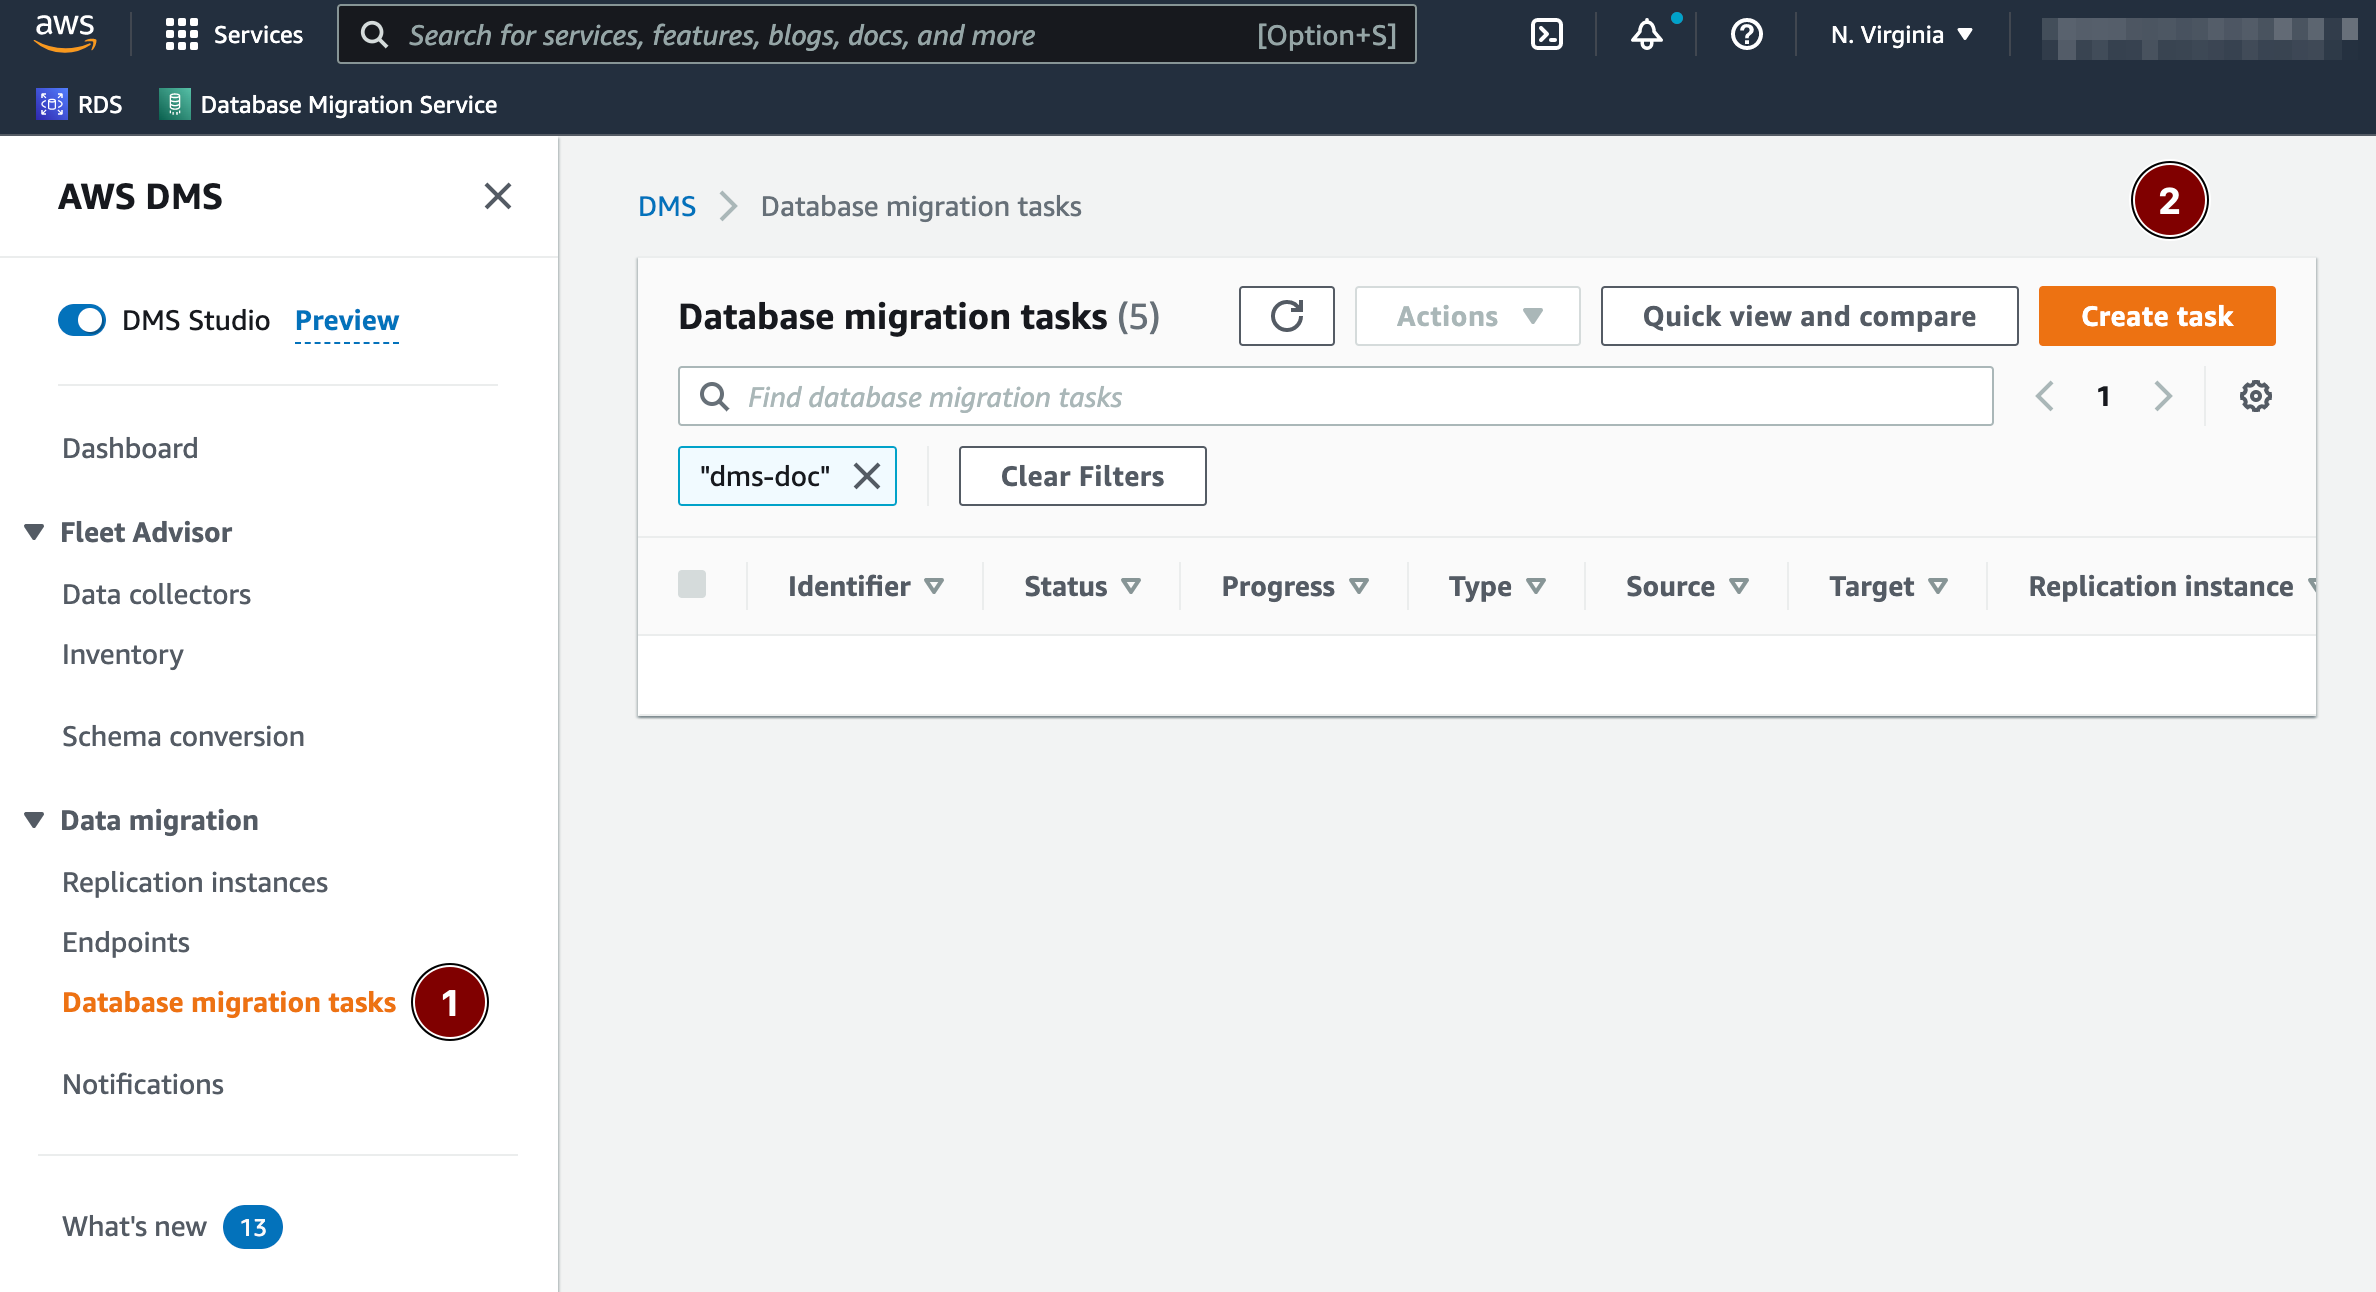 aws
Services
Search for services, features, blogs, docs, and more [Option+S]
N. Virginia
RDS
Database Migration Service
AWS DMS
DMS Studio Preview
Dashboard
Fleet Advisor
Data collectors
Inventory
Schema conversion
Data migration
Replication instances
Endpoints
Database migration tasks 1
Notifications
What's new 13
DMS Database migration tasks
2
Database migration tasks (5)
Actions
Quick view and compare
Create task
Find database migration tasks
1
"dms-doc"
Clear Filters
Identifier Status Progress Type Source Target Replication instance